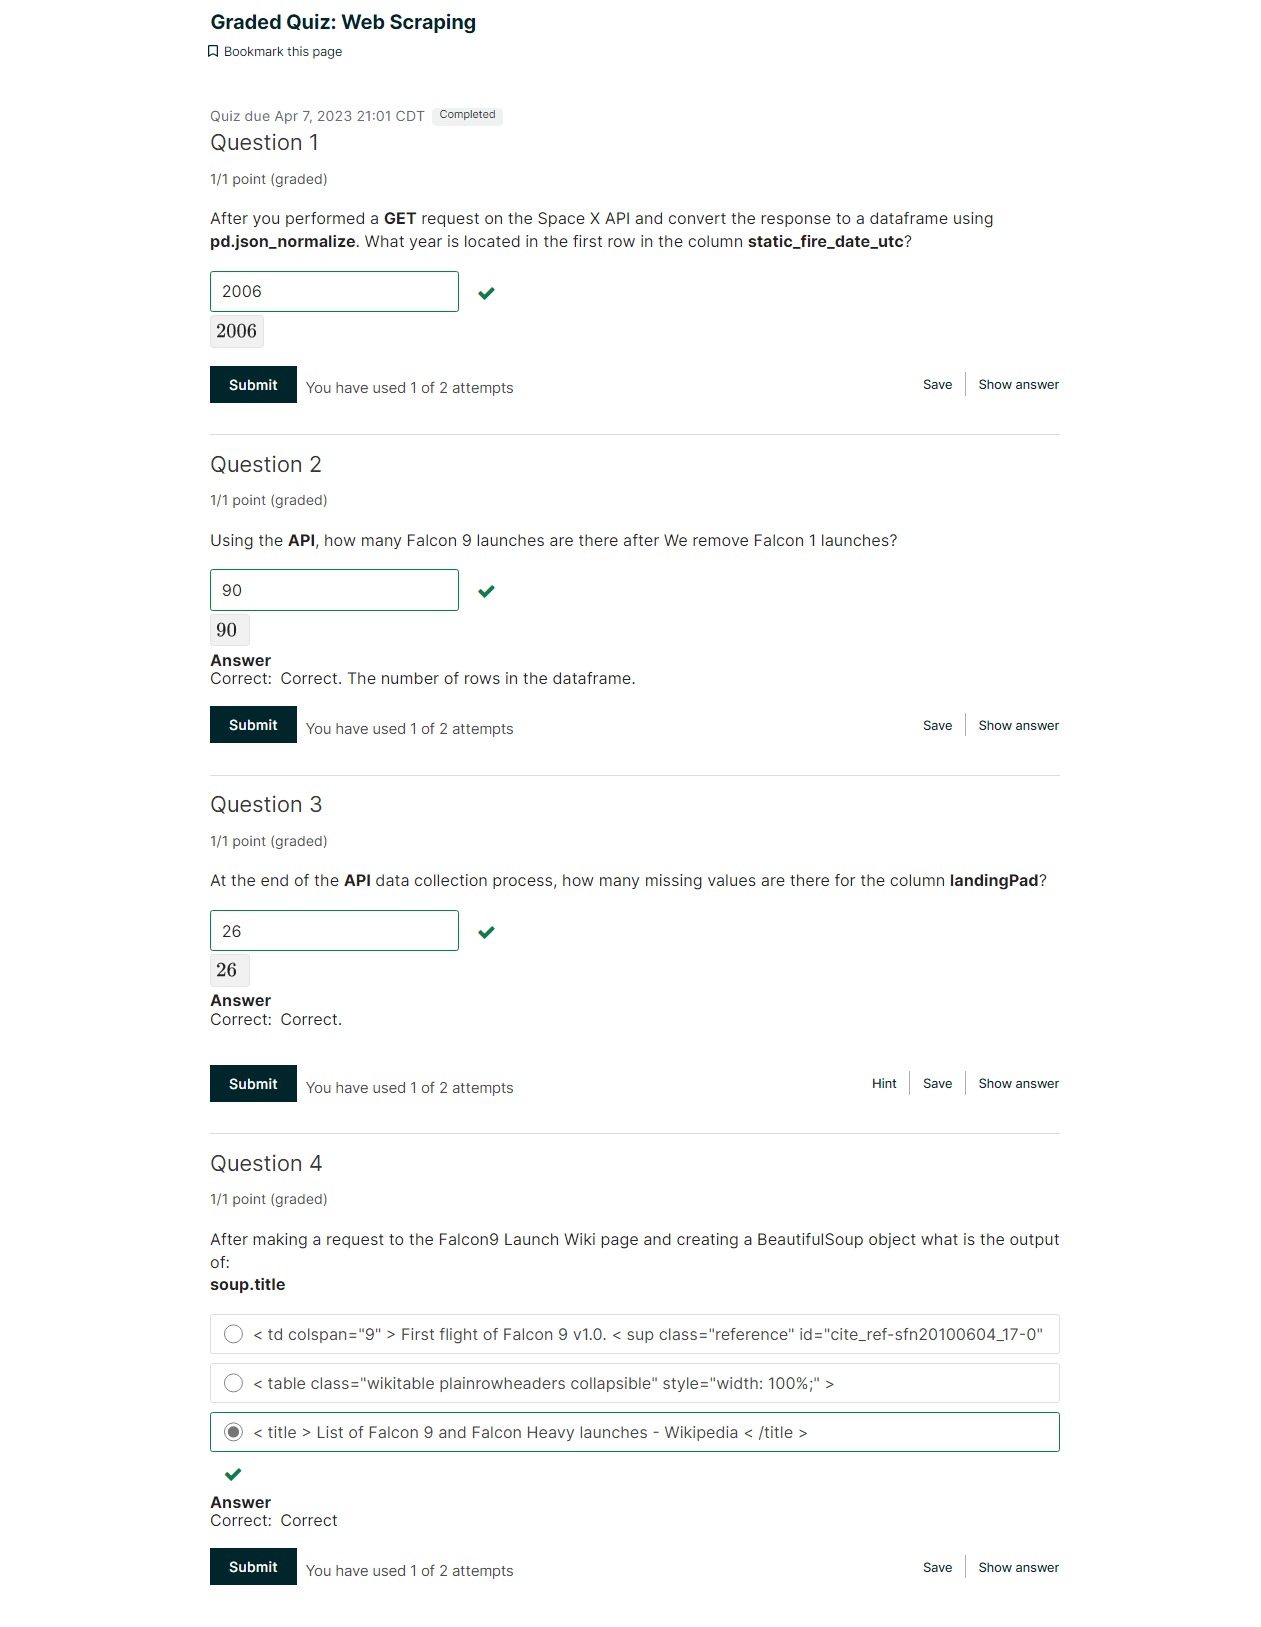 Graded Quiz: Web Scraping
Bookmark this page
Quiz due Apr 7, 2023 21:01 CDT Completed
Question 1
1/1 point (graded)
After you performed a GET request on the Space X API and convert the response to a dataframe using
pd.json_normalize. What year is located in the first row in the column static_fire_date_utc?
2006
2006
Submit You have used 1 of 2 attempts Save Show answer
Question 2
1/1 point (graded)
Using the API, how many Falcon 9 launches are there after We remove Falcon 1 launches?
90
90
Answer
Correct: Correct. The number of rows in the dataframe.
Submit You have used 1 of 2 attempts Save Show answer
Question 3
1/1 point (graded)
At the end of the API data collection process, how many missing values are there for the column landingPad?
26
26
Answer
Correct: Correct.
Submit You have used 1 of 2 attempts Hint Save Show answer
Question 4
1/1 point (graded)
After making a request to the Falcon9 Launch Wiki page and creating a BeautifulSoup object what is the output
of:
soup.title
< td colspan="9" > First flight of Falcon 9 v1.0. < sup class="reference" id="cite_ref-sfn20100604_17-0"
< table class="wikitable plainrowheaders collapsible" style="width: 100%;" >
< title > List of Falcon 9 and Falcon Heavy launches - Wikipedia < /title >
Answer
Correct: Correct
Submit You have used 1 of 2 attempts Save Show answer